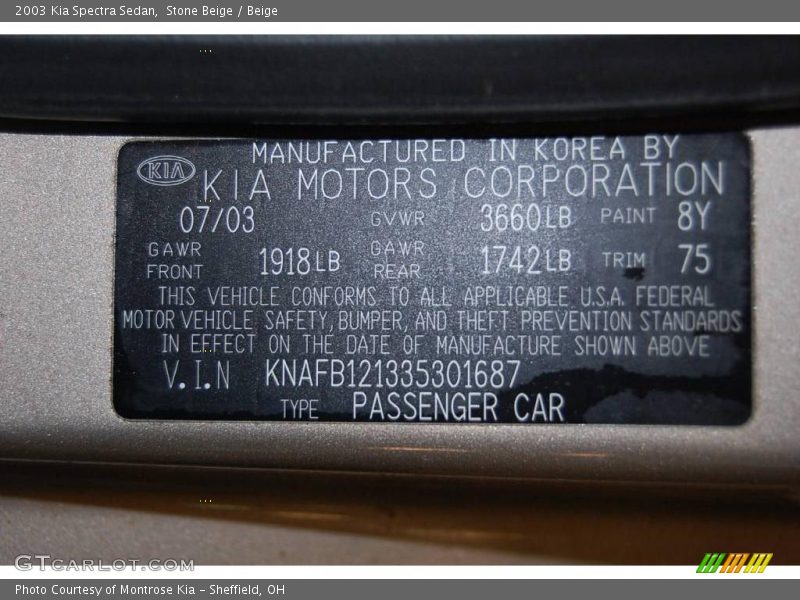 2003 Kia Spectra Sedan, Stone Beige / Beige
KIA
MANUFACTURED IN KOREA BY
KIA MOTORS CORPORATION
07/03 GVWR 3660LB PAINT 8Y
GAWR FRONT 1918LB GAWR REAR 1742LB TRIM 75
THIS VEHICLE CONFORMS TO ALL APPLICABLE U.S.A. FEDERAL
MOTOR VEHICLE SAFETY, BUMPER, AND THEFT PREVENTION STANDARDS
IN EFFECT ON THE DATE OF MANUFACTURE SHOWN ABOVE
V.I.N KNAFB121335301687
TYPE PASSENGER CAR
GTCARLOT.COM
Photo Courtesy of Montrose Kia - Sheffield, OH